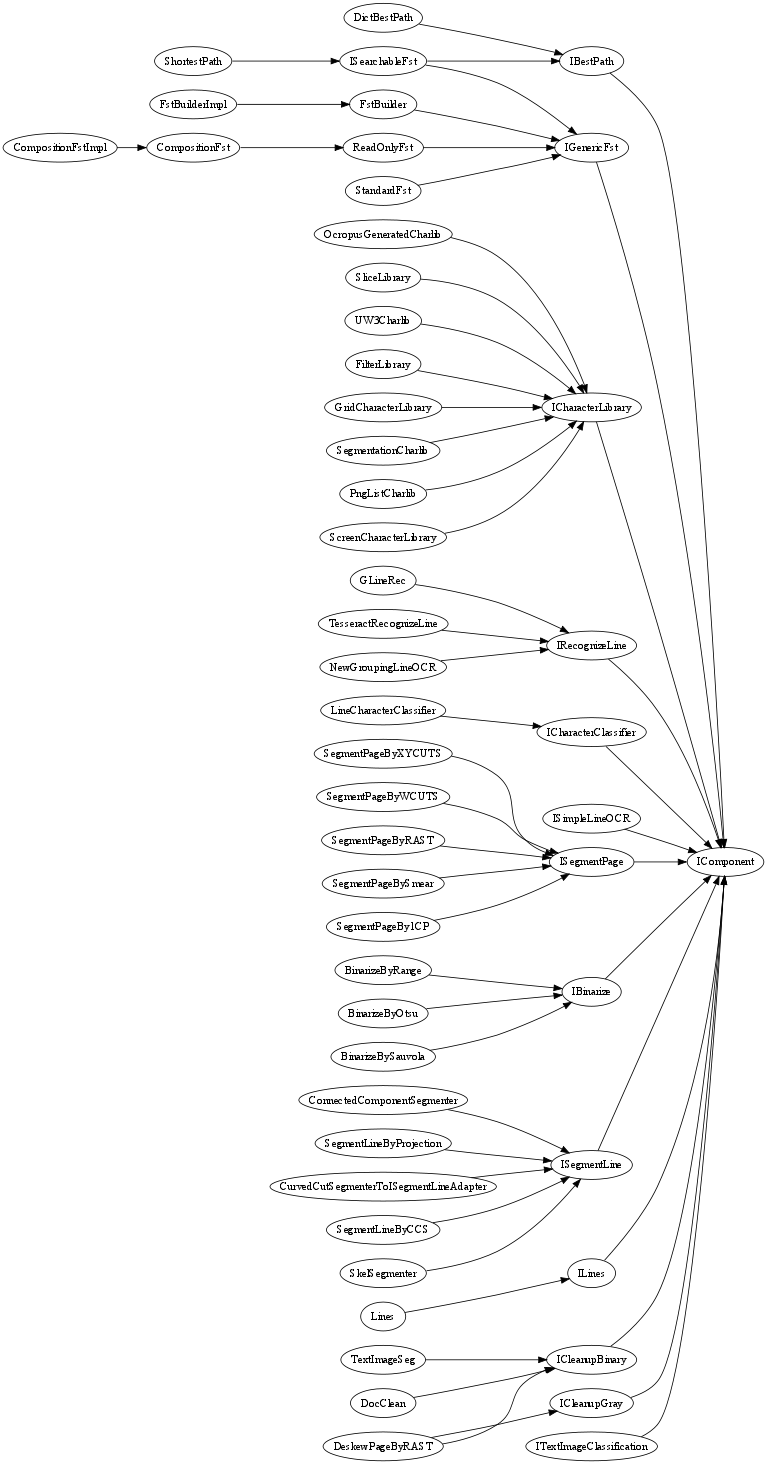 DictBestPath
ShortestPath
ISearchableFst
IBestPath
FstBuilderImpl
FstBuilder
CompositionFstImpl
CompositionFst
ReadOnlyFst
IGenericFst
StandardFst
OcropusGeneratedCharlib
SliceLibrary
UW3Charlib
FilterLibrary
GridCharacterLibrary
ICharacterLibrary
SegmentationCharlib
PngListCharlib
ScreenCharacterLibrary
GLineRec
TesseractRecognizeLine
IRecognizeLine
NewGroupingLineOCR
LineCharacterClassifier
ICharacterClassifier
SegmentPageByXYCUTS
SegmentPageByWCUTS
ISimpleLineOCR
SegmentPageByRAST
ISegmentPage
IComponent
SegmentPageBySmear
SegmentPageBy1CP
BinarizeByRange
IBinarize
BinarizeByOtsu
BinarizeBySauvola
ConnectedComponentSegmenter
SegmentLineByProjection
ISegmentLine
CurvedCutSegmenterToISegmentLineAdapter
SegmentLineByCCS
SkelSegmenter
ILines
Lines
TextImageSeg
ICleanupBinary
DocClean
ICleanupGray
DeskewPageByRAST
ITextImageClassification